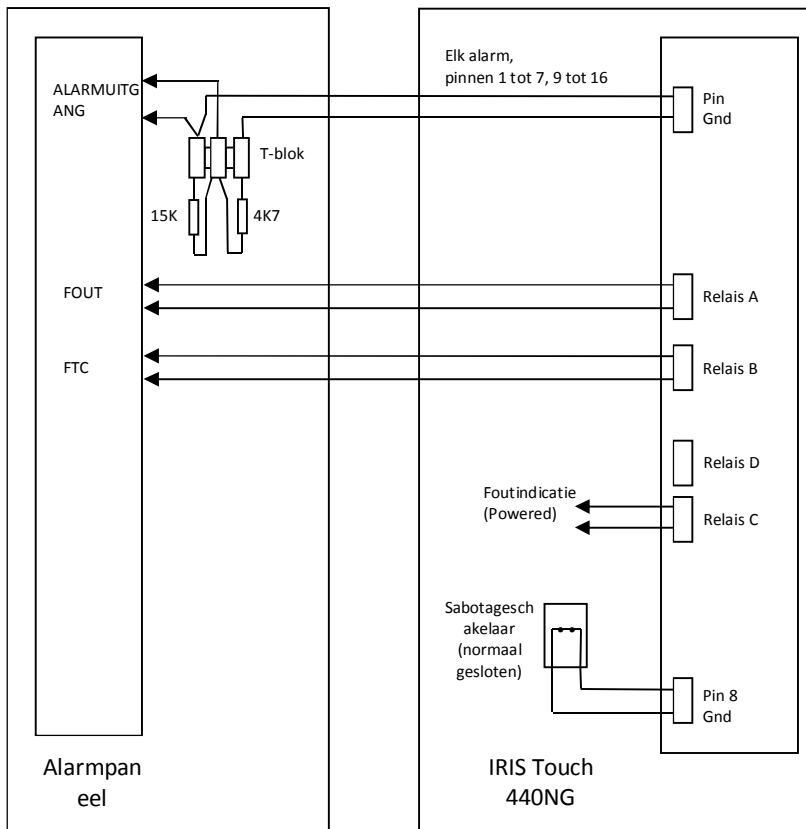 ALARMUITG
ANG
T-blok
15K
4K7
FOUT
FTC
Alarmpan
eel
Elk alarm,
pinnen 1 tot 7, 9 tot 16
Pin
Gnd
Relais A
Relais B
Relais D
Foutindicatie
(Powered)
Relais C
Sabotagesch
akelaar
(normaal
gesloten)
Pin 8
Gnd
IRIS Touch
440NG